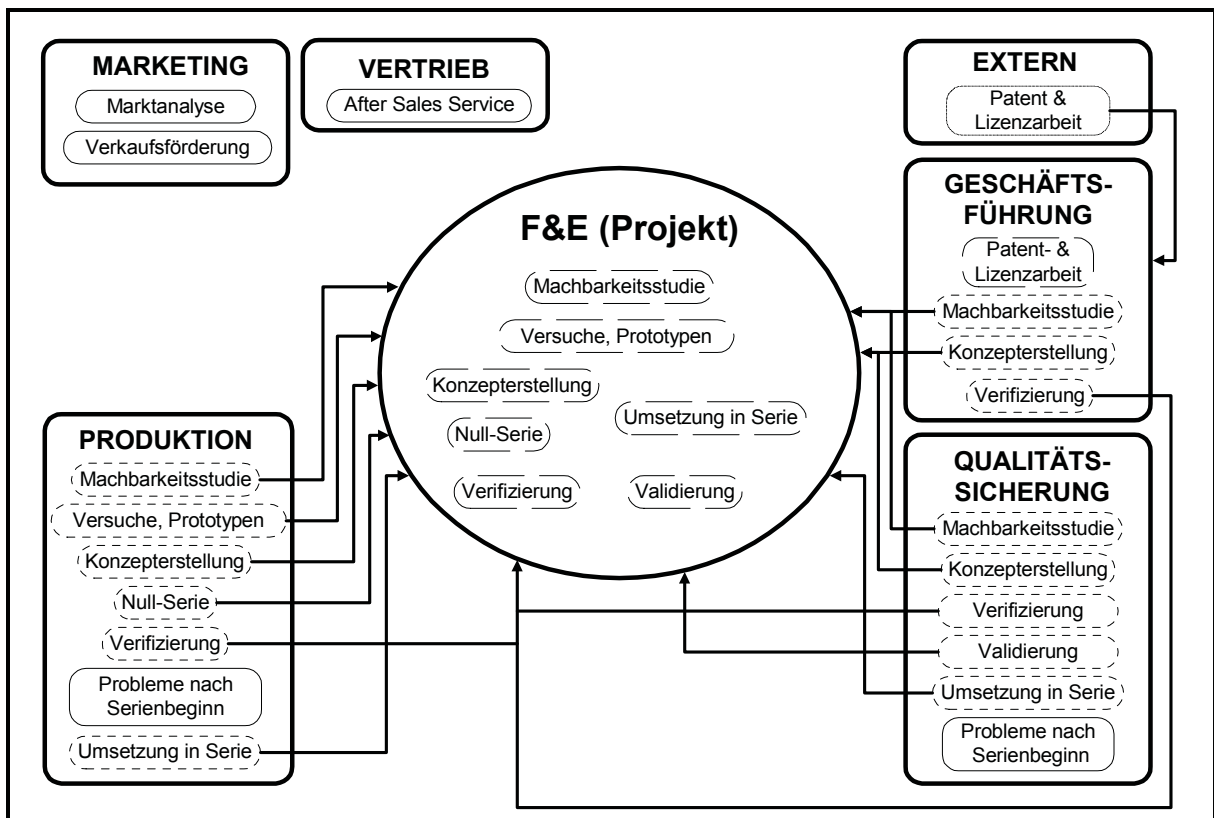 MARKETING
Marktanalyse
Verkaufsförderung
VERTRIEB
After Sales Service
EXTERN
Patent &
Lizenzarbeit
GESCHÄFTS-
FÜHRUNG
Patent- &
Lizenzarbeit
Machbarkeitsstudie
Konzepterstellung
Verifizierung
F&E (Projekt)
Machbarkeitsstudie
Versuche, Prototypen
Konzepterstellung
Umsetzung in Serie
Null-Serie
Verifizierung
Validierung
PRODUKTION
Machbarkeitsstudie
Versuche, Prototypen
Konzepterstellung
Null-Serie
Verifizierung
Probleme nach
Serienbeginn
Umsetzung in Serie
QUALITÄTS-
SICHERUNG
Machbarkeitsstudie
Konzepterstellung
Verifizierung
Validierung
Umsetzung in Serie
Probleme nach
Serienbeginn